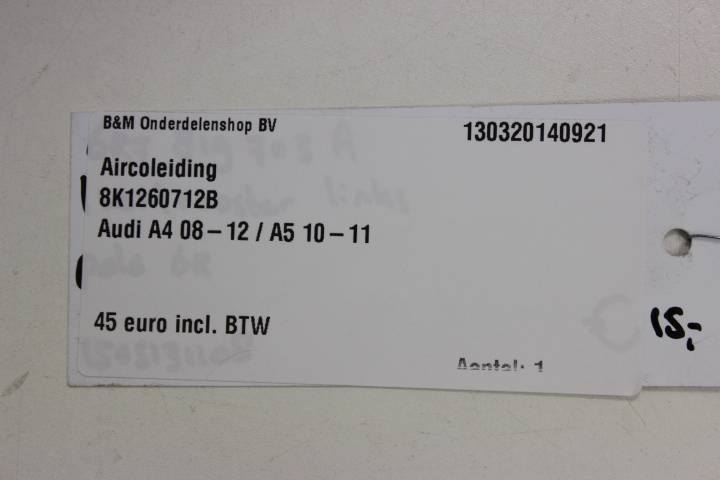 B&M Onderdelenshop BV
130320140921
Aircoleiding
8K1260712B
Audi A4 08-12 / A5 10-11
45 euro incl. BTW
€ 15,-
Aantal: 1